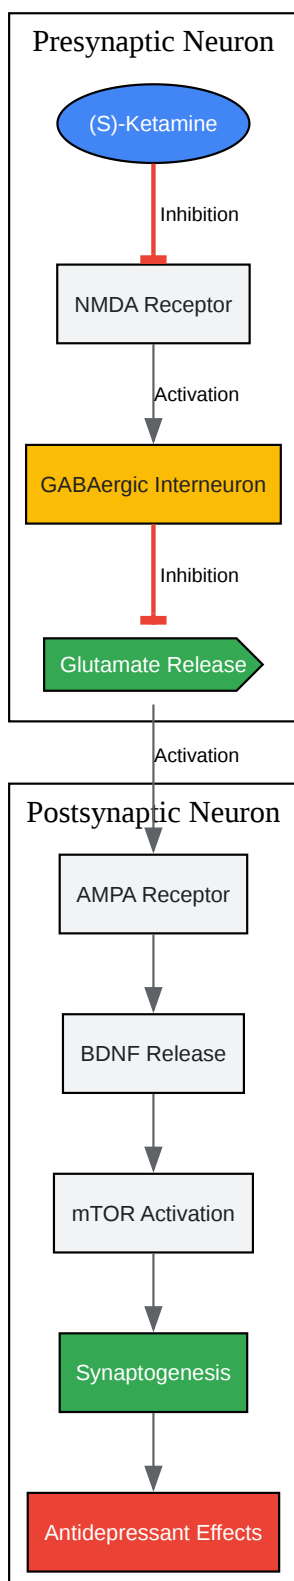 Presynaptic Neuron
(S)-Ketamine
Inhibition
NMDA Receptor
Activation
GABAergic Interneuron
Inhibition
Glutamate Release
Activation
Postsynaptic Neuron
AMPA Receptor
BDNF Release
mTOR Activation
Synaptogenesis
Antidepressant Effects